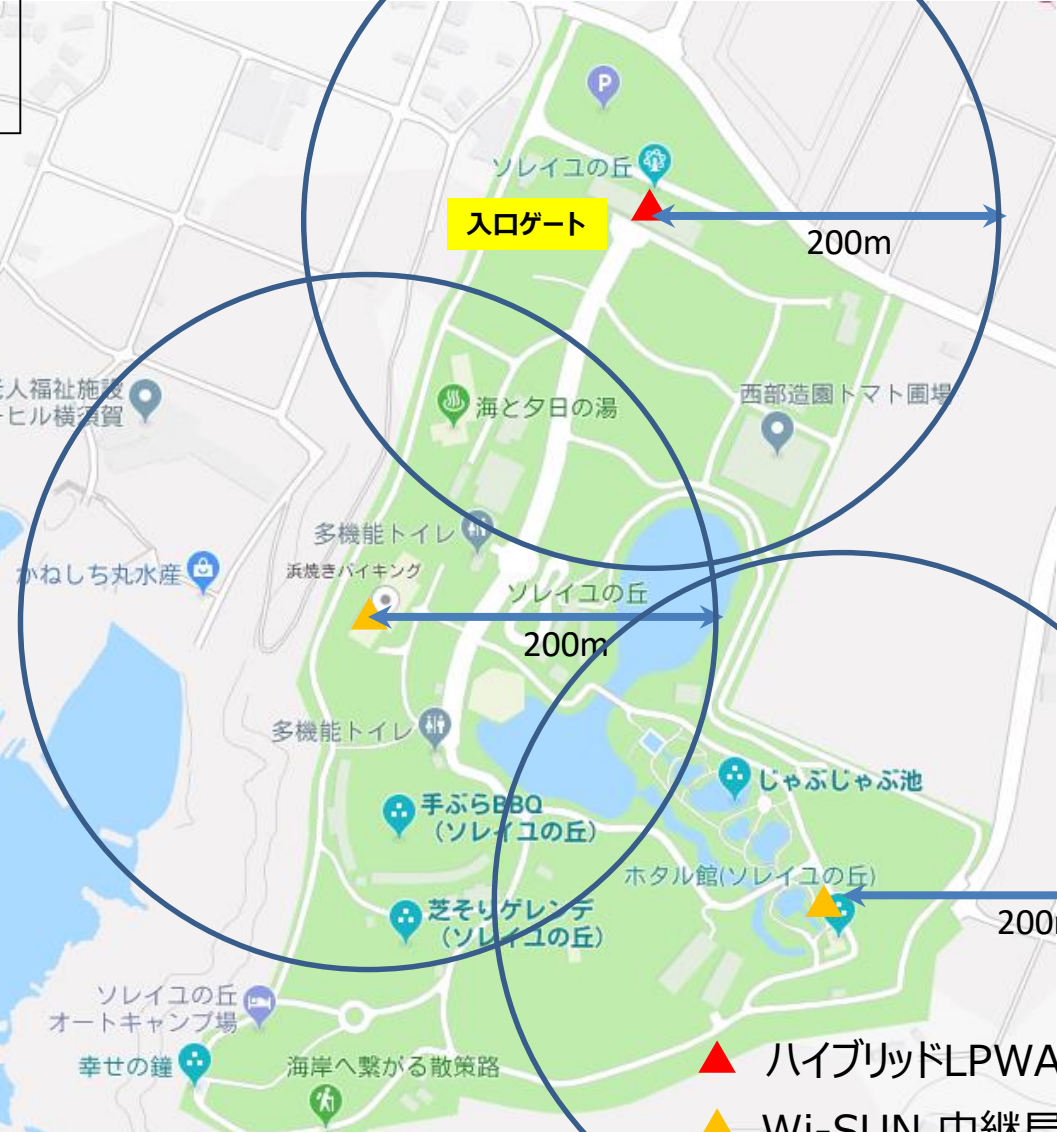 P
ソレイユの丘
入口ゲート
200m
人福祉施設
ーヒル横須賀
海と夕日の湯
西部造園トマト圃場
多機能トイレ
かねしち丸水産
浜焼きバイキング
ソレイユの丘
200m
多機能トイレ
じゃぶじゃぶ池
手ぶらBBQ
(ソレイユの丘)
ホタル館(ソレイユの丘)
芝そりゲレンデ
(ソレイユの丘)
200m
ソレイユの丘
オートキャンプ場
幸せの鐘
海岸へ繋がる散策路
ハイブリッドLPWA
Wi-SUN 中継局